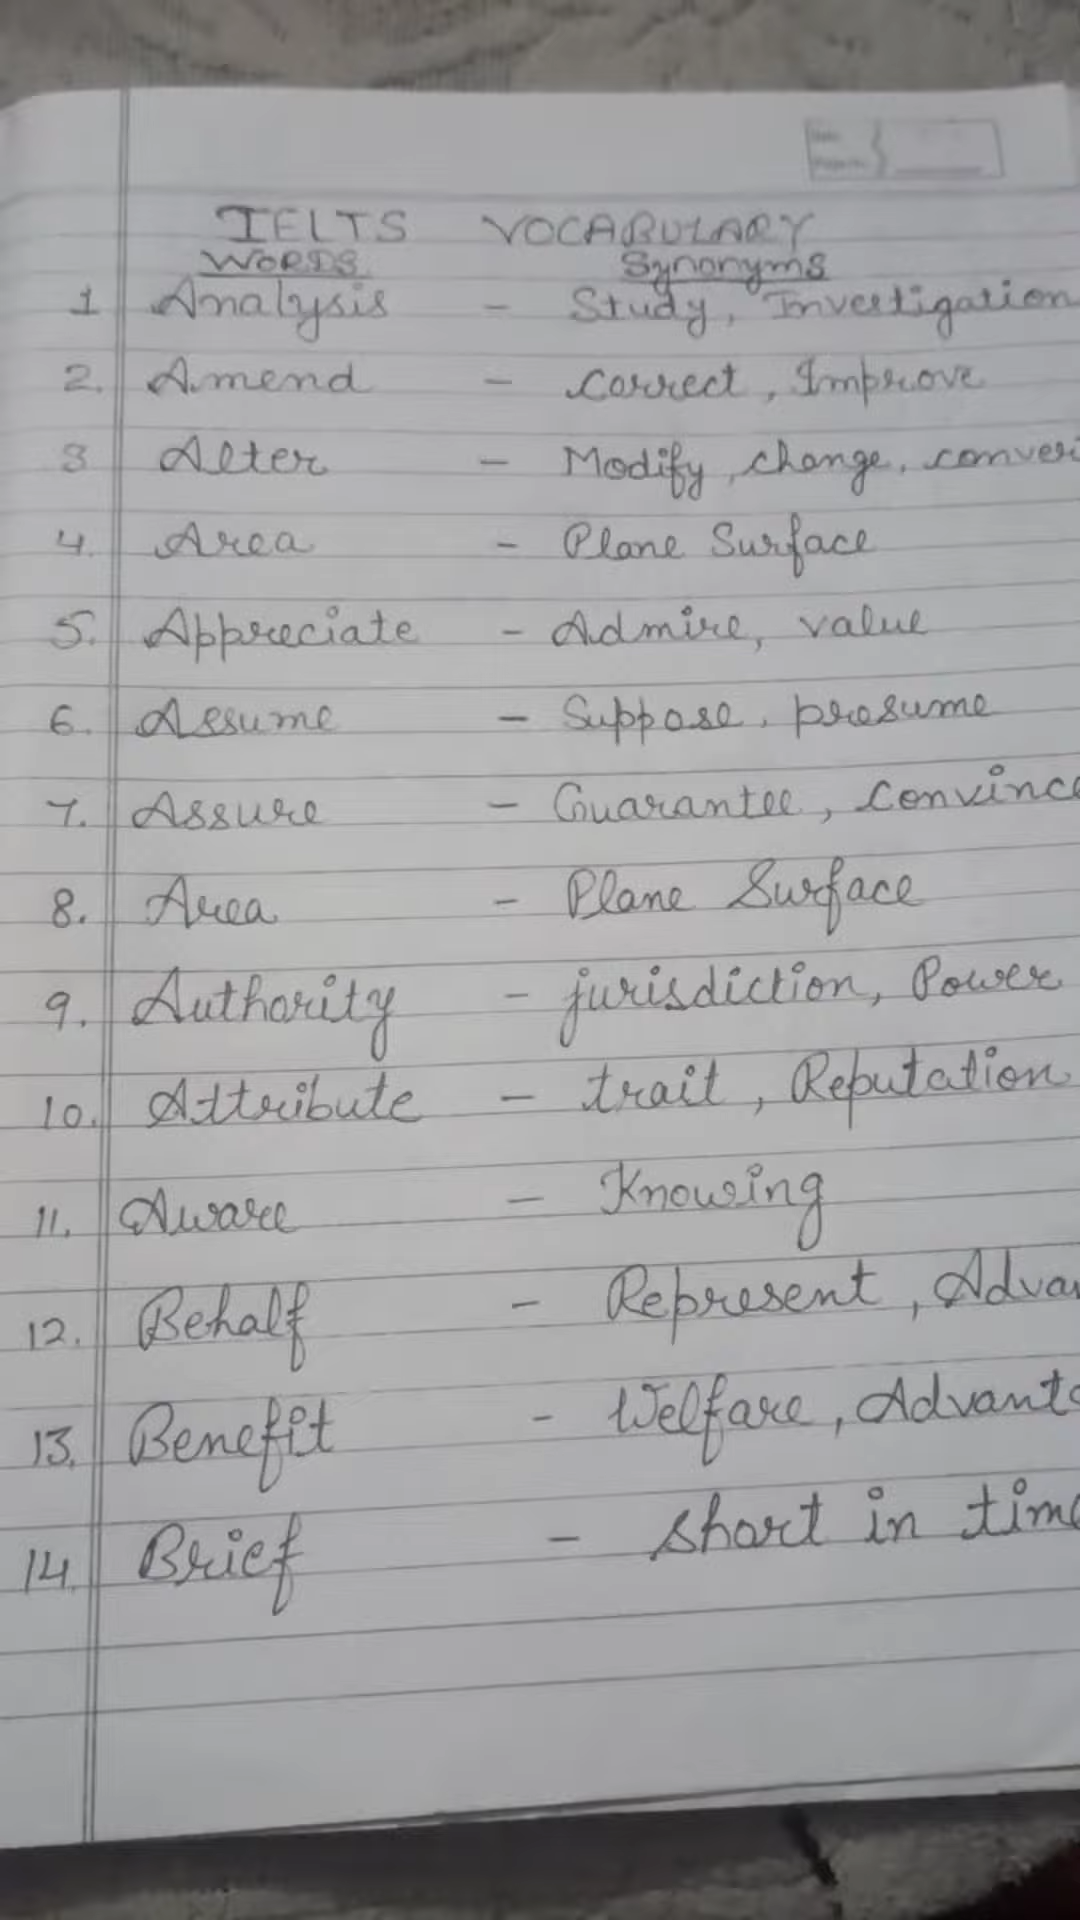 IELTS VOCABULARY
WORDS Synonyms
1 Analysis - Study, Investigation
2. Amend - correct, Improve
3 Alter - Modify, change, conver
4. Area - Plane Surface
5. Appreciate - Admire, value
6. Assume - Suppose, presume
7. Assure - Guarantee, convince
8. Area - Plane Surface
9. Authority - jurisdiction, Power
10. Attribute - trait, Reputation
11. Aware - Knowing
12. Behalf - Represent, Advan
13. Benefit - Welfare, Advanta
14. Brief - short in time